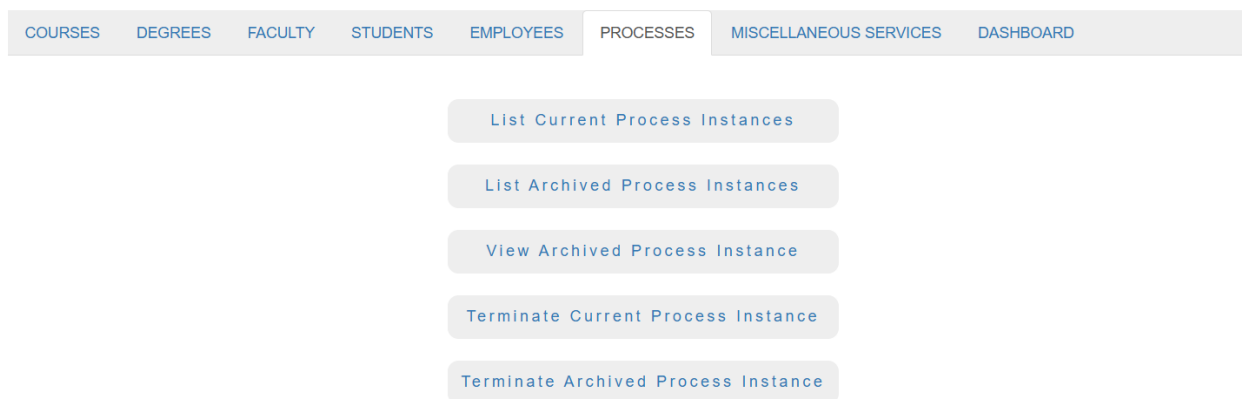 COURSES DEGREES FACULTY STUDENTS EMPLOYEES PROCESSES MISCELLANEOUS SERVICES DASHBOARD
List Current Process Instances
List Archived Process Instances
View Archived Process Instance
Terminate Current Process Instance
Terminate Archived Process Instance